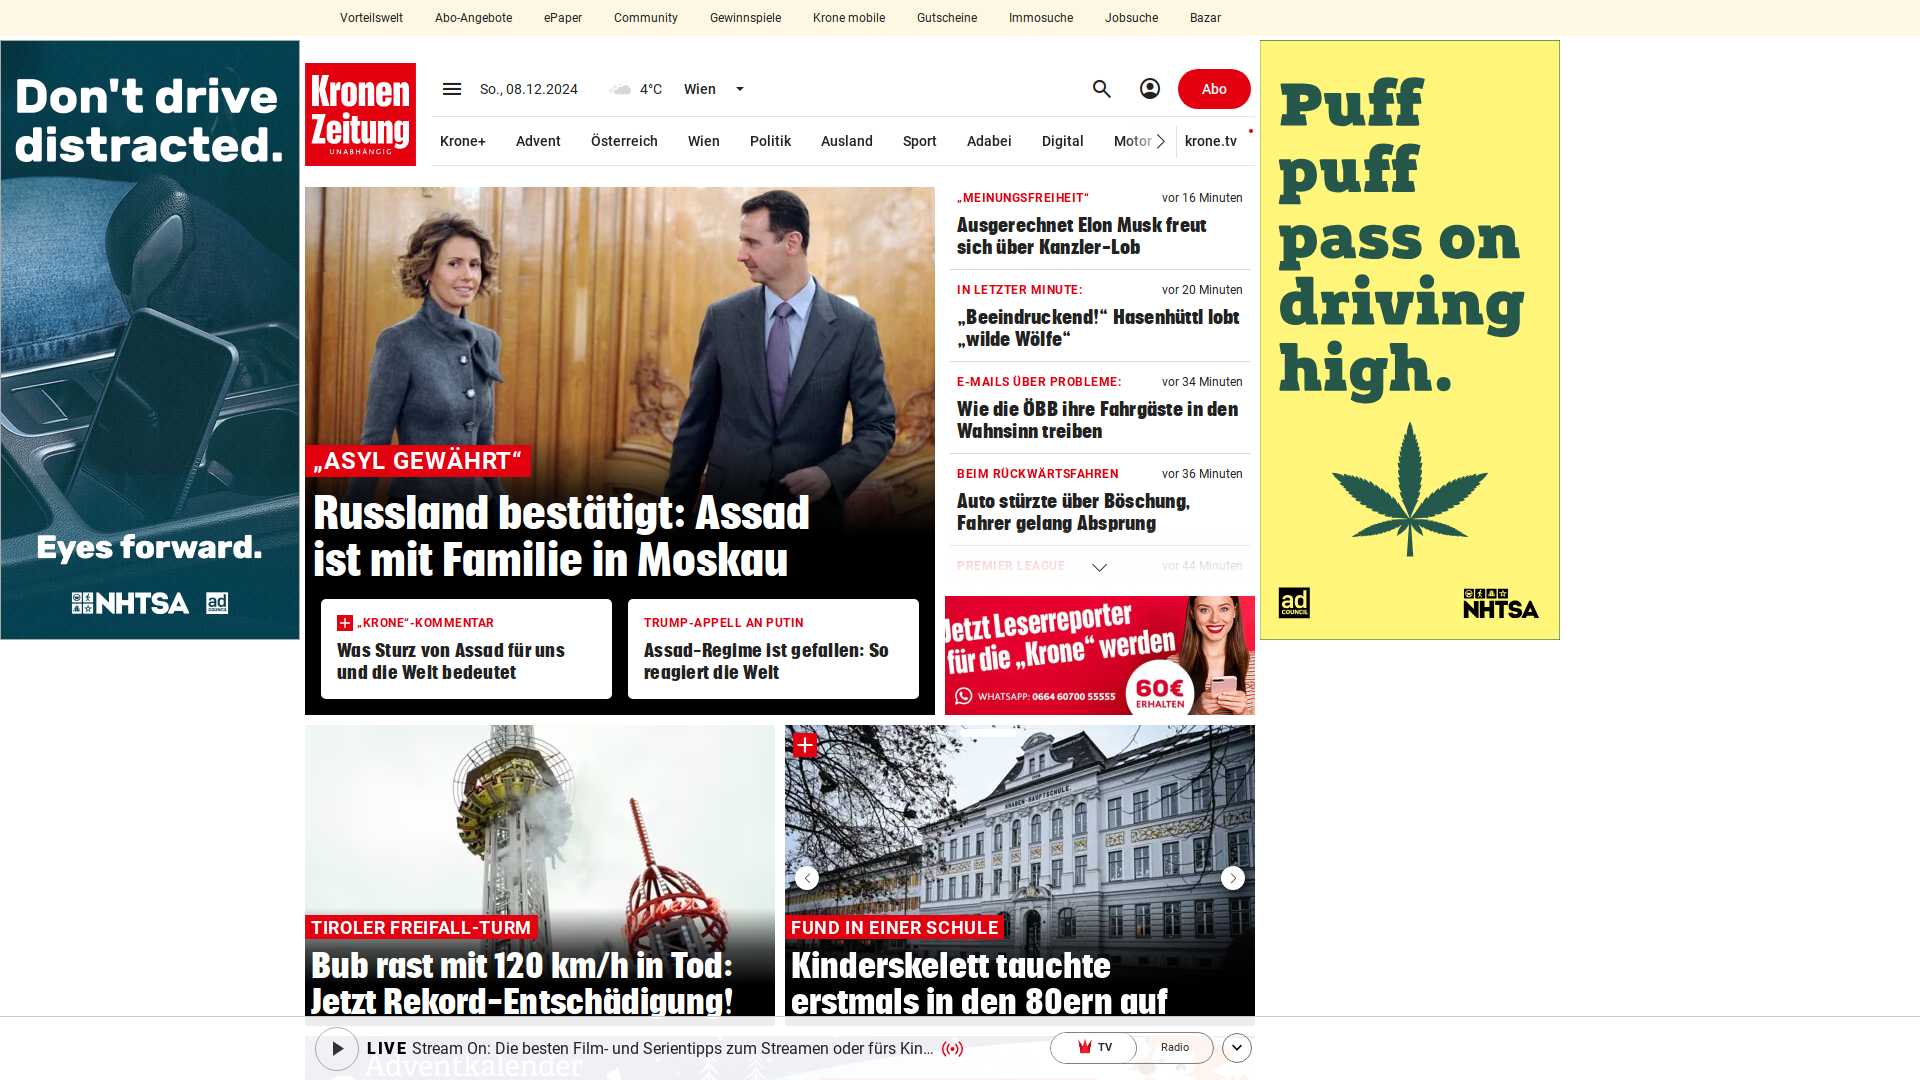 Vorteilswelt Abo-Angebote ePaper Community Gewinnspiele Krone mobile Gutscheine Immosuche Jobsuche Bazar
Don't drive
distracted.
Eyes forward.
NHTSA
ad
COUNCIL
Kronen
Zeitung
UNABHÄNGIG
So., 08.12.2024 4°C Wien
Abo
Krone+ Advent Österreich Wien Politik Ausland Sport Adabei Digital Motor krone.tv
„ASYL GEWÄHRT“
Russland bestätigt: Assad
ist mit Familie in Moskau
„KRONE“-KOMMENTAR
Was Sturz von Assad für uns
und die Welt bedeutet
TRUMP-APPELL AN PUTIN
Assad-Regime ist gefallen: So
reagiert die Welt
„MEINUNGSFREIHEIT“ vor 16 Minuten
Ausgerechnet Elon Musk freut
sich über Kanzler-Lob
IN LETZTER MINUTE: vor 20 Minuten
„Beeindruckend!“ Hasenhüttl lobt
„wilde Wölfe“
E-MAILS ÜBER PROBLEME: vor 34 Minuten
Wie die ÖBB ihre Fahrgäste in den
Wahnsinn treiben
BEIM RÜCKWÄRTSFAHREN vor 36 Minuten
Auto stürzte über Böschung,
Fahrer gelang Absprung
PREMIER LEAGUE vor 44 Minuten
Jetzt Leserreporter
für die „Krone“ werden
WHATSAPP: 0664 60700 55555
60€
ERHALTEN
Puff
puff
pass on
driving
high.
ad
COUNCIL
NHTSA
TIROLER FREIFALL-TURM
Bub rast mit 120 km/h in Tod:
Jetzt Rekord-Entschädigung!
KNABEN-HAUPTSCHULE.
FUND IN EINER SCHULE
Kinderskelett tauchte
erstmals in den 80ern auf
LIVE Stream On: Die besten Film- und Serientipps zum Streamen oder fürs Kin...
TV Radio
Adventkalender